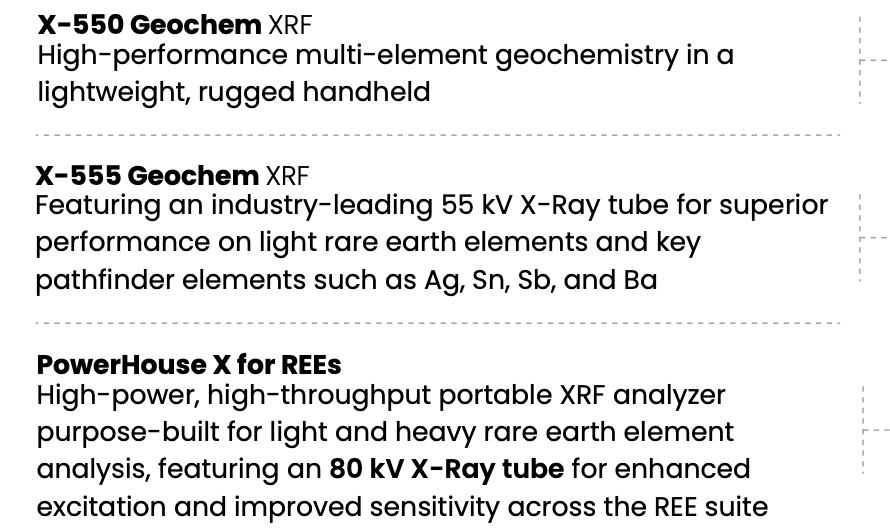 X-550 Geochem XRF
High-performance multi-element geochemistry in a
lightweight, rugged handheld
X-555 Geochem XRF
Featuring an industry-leading 55 kV X-Ray tube for superior
performance on light rare earth elements and key
pathfinder elements such as Ag, Sn, Sb, and Ba
PowerHouse X for REEs
High-power, high-throughput portable XRF analyzer
purpose-built for light and heavy rare earth element
analysis, featuring an 80 kV X-Ray tube for enhanced
excitation and improved sensitivity across the REE suite